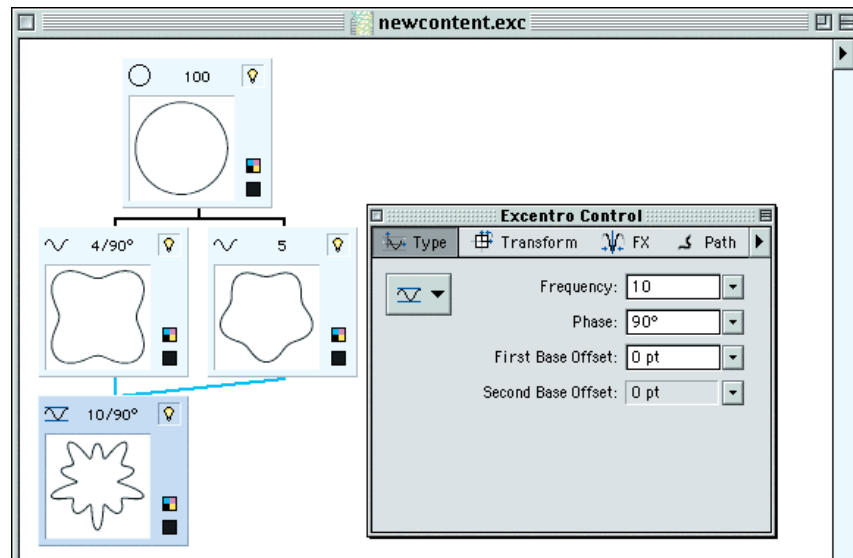 newcontent.exc
100
4/90°
5
10/90°
Excentro Control
Type Transform FX Path
Frequency: 10
Phase: 90°
First Base Offset: 0 pt
Second Base Offset: 0 pt